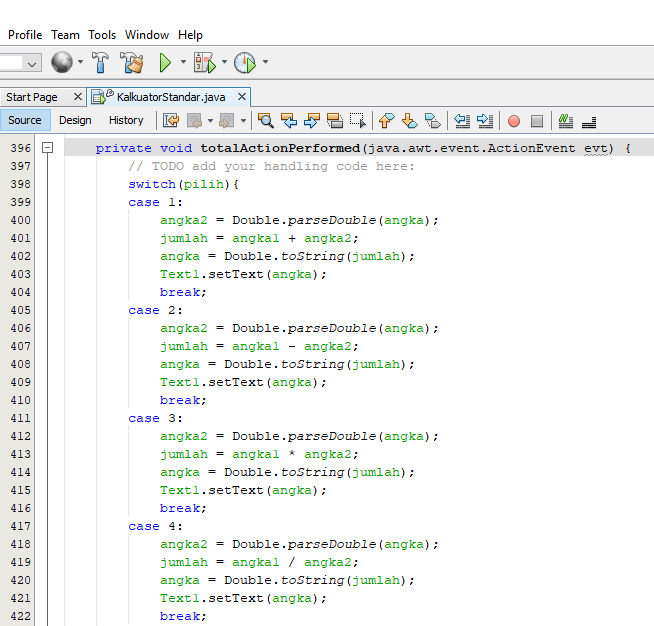 Profile Team Tools Window Help
Start Page KalkuatorStandar.java
Source Design History
396 private void totalActionPerformed(java.awt.event.ActionEvent evt) {
397 // TODO add your handling code here:
398 switch(pilih){
399 case 1:
400 angka2 = Double.parseDouble(angka);
401 jumlah = angka1 + angka2;
402 angka = Double.toString(jumlah);
403 Text1.setText(angka);
404 break;
405 case 2:
406 angka2 = Double.parseDouble(angka);
407 jumlah = angka1 - angka2;
408 angka = Double.toString(jumlah);
409 Text1.setText(angka);
410 break;
411 case 3:
412 angka2 = Double.parseDouble(angka);
413 jumlah = angka1 * angka2;
414 angka = Double.toString(jumlah);
415 Text1.setText(angka);
416 break;
417 case 4:
418 angka2 = Double.parseDouble(angka);
419 jumlah = angka1 / angka2;
420 angka = Double.toString(jumlah);
421 Text1.setText(angka);
422 break;